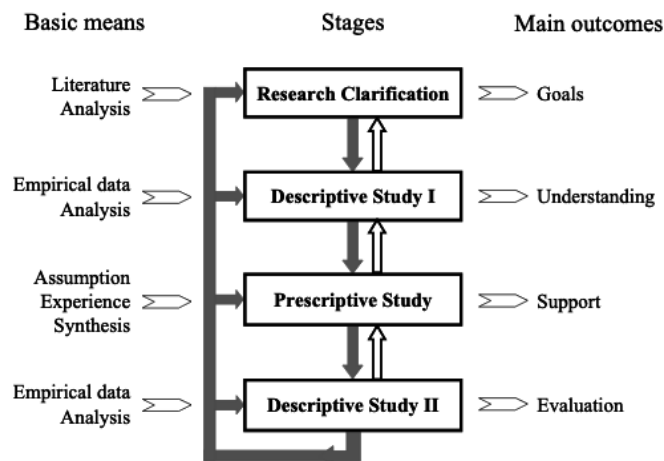 Basic means
Stages
Main outcomes
Literature
Analysis
Research Clarification
Goals
Empirical data
Analysis
Descriptive Study I
Understanding
Assumption
Experience
Synthesis
Prescriptive Study
Support
Empirical data
Analysis
Descriptive Study II
Evaluation